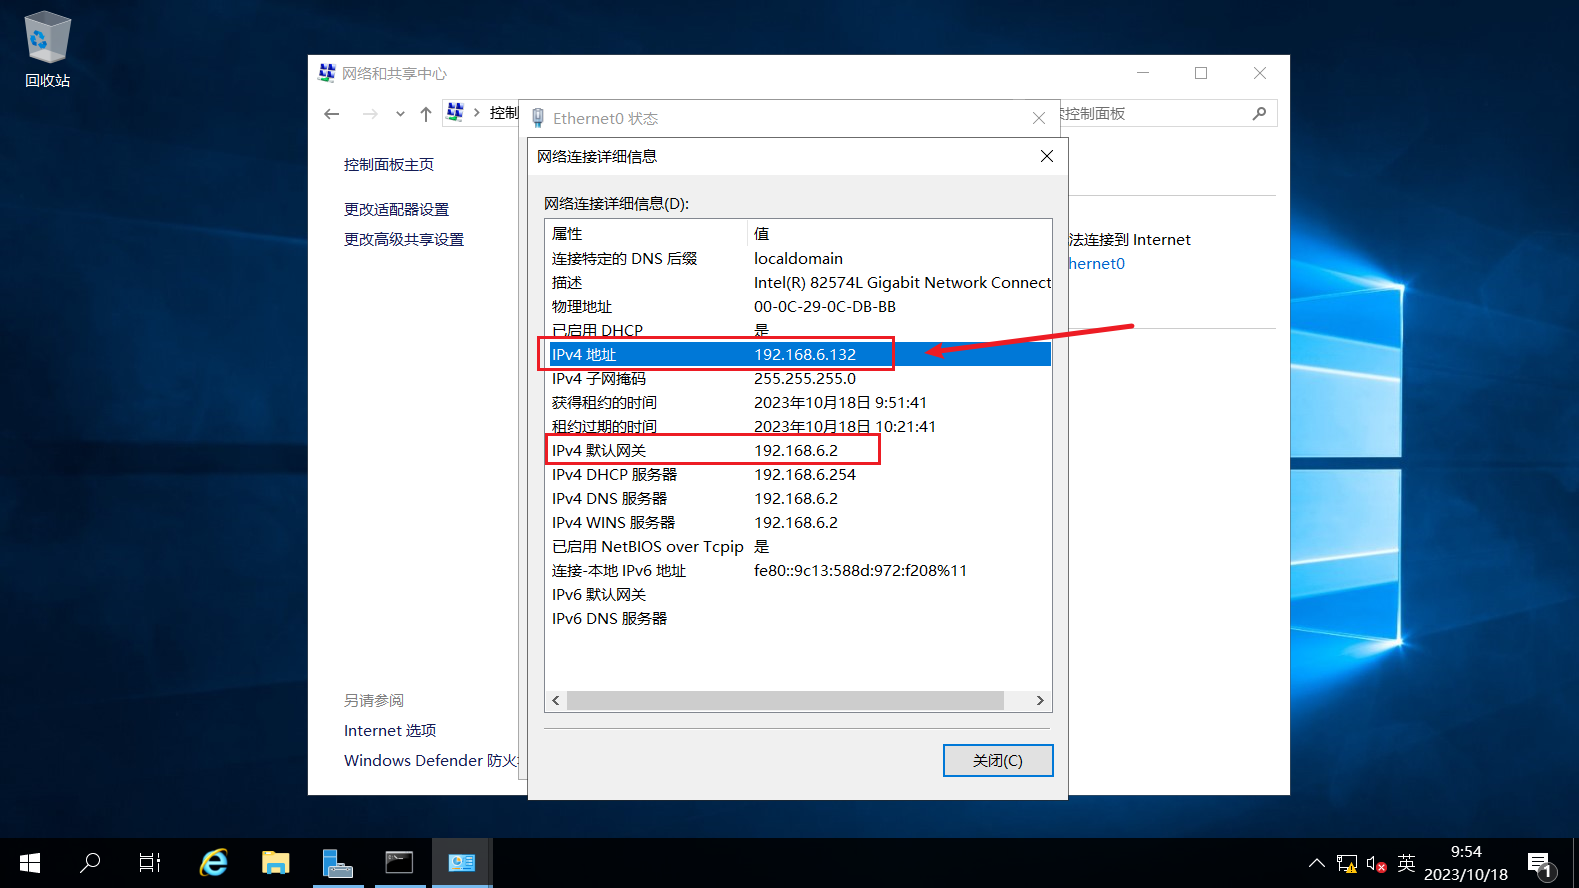 回收站
网络和共享中心
控制
控制面板
Ethernet0 状态
网络连接详细信息
控制面板主页
更改适配器设置
更改高级共享设置
网络连接详细信息(D):
属性 值
连接特定的 DNS 后缀 localdomain
描述 Intel(R) 82574L Gigabit Network Connect
物理地址 00-0C-29-0C-DB-BB
已启用 DHCP 是
IPv4 地址 192.168.6.132
IPv4 子网掩码 255.255.255.0
获得租约的时间 2023年10月18日 9:51:41
租约过期的时间 2023年10月18日 10:21:41
IPv4 默认网关 192.168.6.2
IPv4 DHCP 服务器 192.168.6.254
IPv4 DNS 服务器 192.168.6.2
IPv4 WINS 服务器 192.168.6.2
已启用 NetBIOS over Tcpip 是
连接-本地 IPv6 地址 fe80::9c13:588d:972:f208%11
IPv6 默认网关
IPv6 DNS 服务器
法连接到 Internet
hernet0
另请参阅
Internet 选项
Windows Defender 防火
关闭(C)
英
9:54
2023/10/18
1